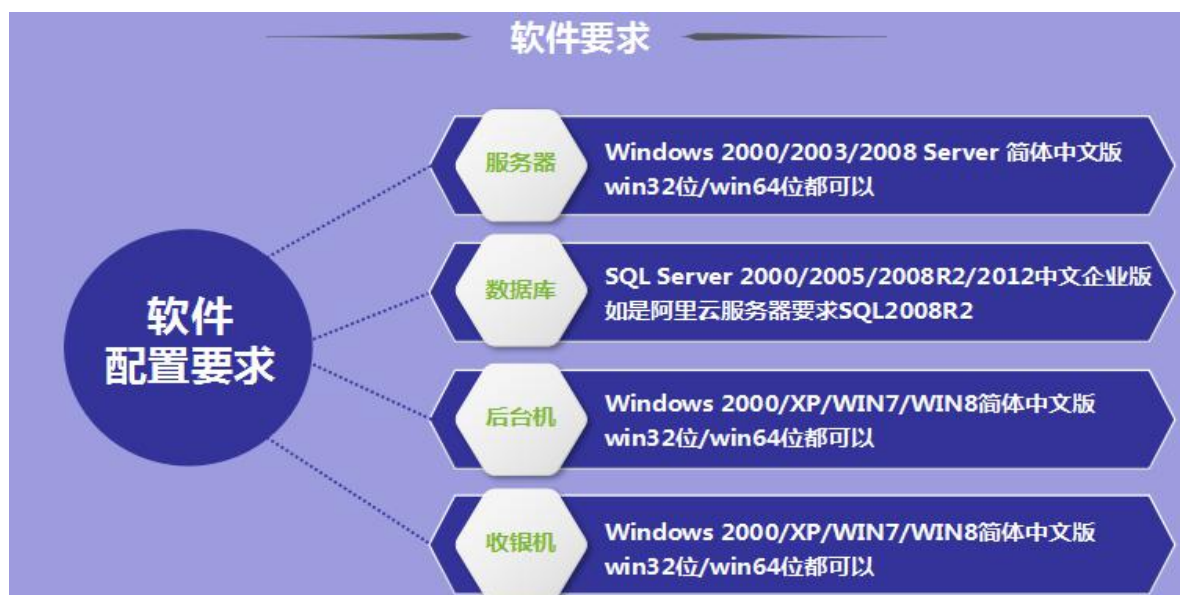 软件要求
软件
配置要求
服务器
Windows 2000/2003/2008 Server 简体中文版
win32位/win64位都可以
数据库
SQL Server 2000/2005/2008R2/2012中文企业版
如是阿里云服务器要求SQL2008R2
后台机
Windows 2000/XP/WIN7/WIN8简体中文版
win32位/win64位都可以
收银机
Windows 2000/XP/WIN7/WIN8简体中文版
win32位/win64位都可以